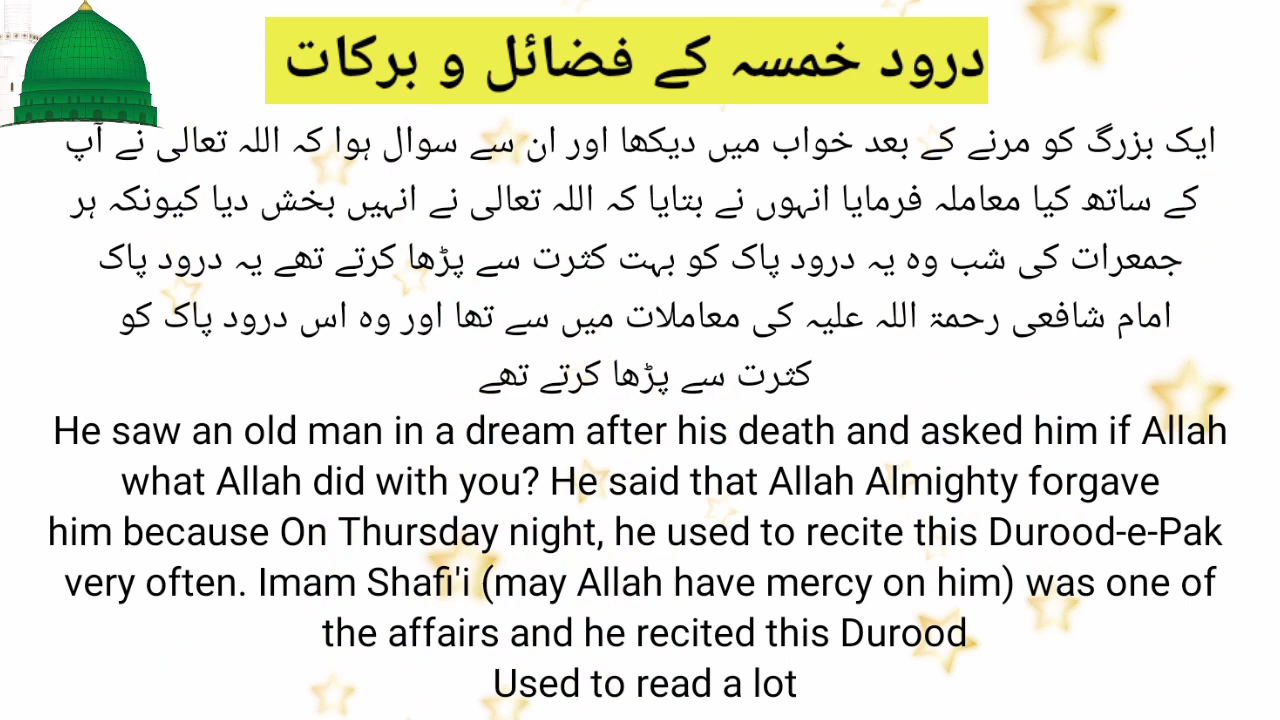 درود خمسہ کے فضائل و برکات
ایک بزرگ کو مرنے کے بعد خواب میں دیکھا اور ان سے سوال ہوا کہ اللہ تعالی نے آپ
کے ساتھ کیا معاملہ فرمایا انہوں نے بتایا کہ اللہ تعالی نے انہیں بخش دیا کیونکہ ہر
جمعرات کی شب وہ یہ درود پاک کو بہت کثرت سے پڑھا کرتے تھے یہ درود پاک
امام شافعی رحمۃ اللہ علیہ کی معاملات میں سے تھا اور وہ اس درود پاک کو
کثرت سے پڑھا کرتے تھے
He saw an old man in a dream after his death and asked him if Allah
what Allah did with you? He said that Allah Almighty forgave
him because On Thursday night, he used to recite this Durood-e-Pak
very often. Imam Shafi'i (may Allah have mercy on him) was one of
the affairs and he recited this Durood
Used to read a lot